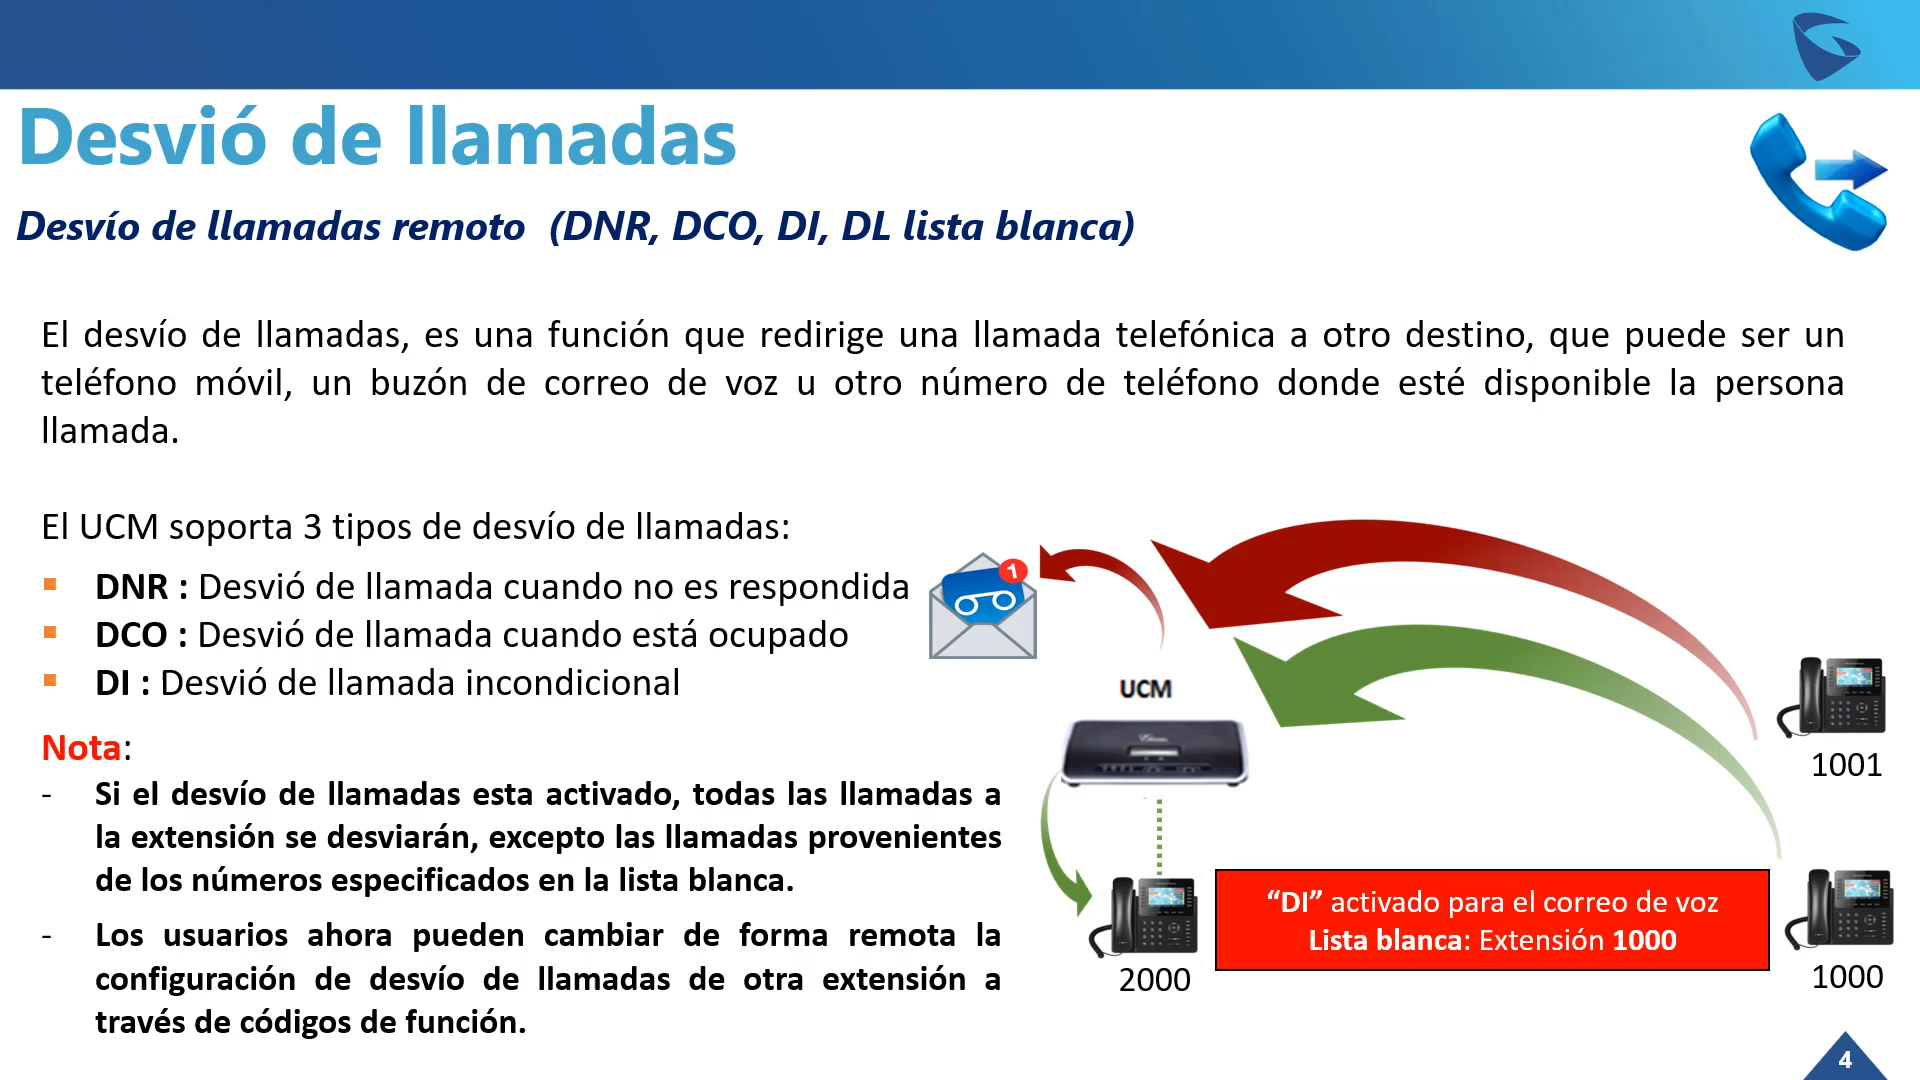 Desvió de llamadas
Desvío de llamadas remoto (DNR, DCO, DI, DL lista blanca)
El desvío de llamadas, es una función que redirige una llamada telefónica a otro destino, que puede ser un
teléfono móvil, un buzón de correo de voz u otro número de teléfono donde esté disponible la persona
llamada.
El UCM soporta 3 tipos de desvío de llamadas:
▪ DNR : Desvió de llamada cuando no es respondida
▪ DCO : Desvió de llamada cuando está ocupado
▪ DI : Desvió de llamada incondicional
Nota:
- Si el desvío de llamadas esta activado, todas las llamadas a
la extensión se desviarán, excepto las llamadas provenientes
de los números especificados en la lista blanca.
- Los usuarios ahora pueden cambiar de forma remota la
configuración de desvío de llamadas de otra extensión a
través de códigos de función.
1
UCM
1001
2000
“DI” activado para el correo de voz
Lista blanca: Extensión 1000
1000
4